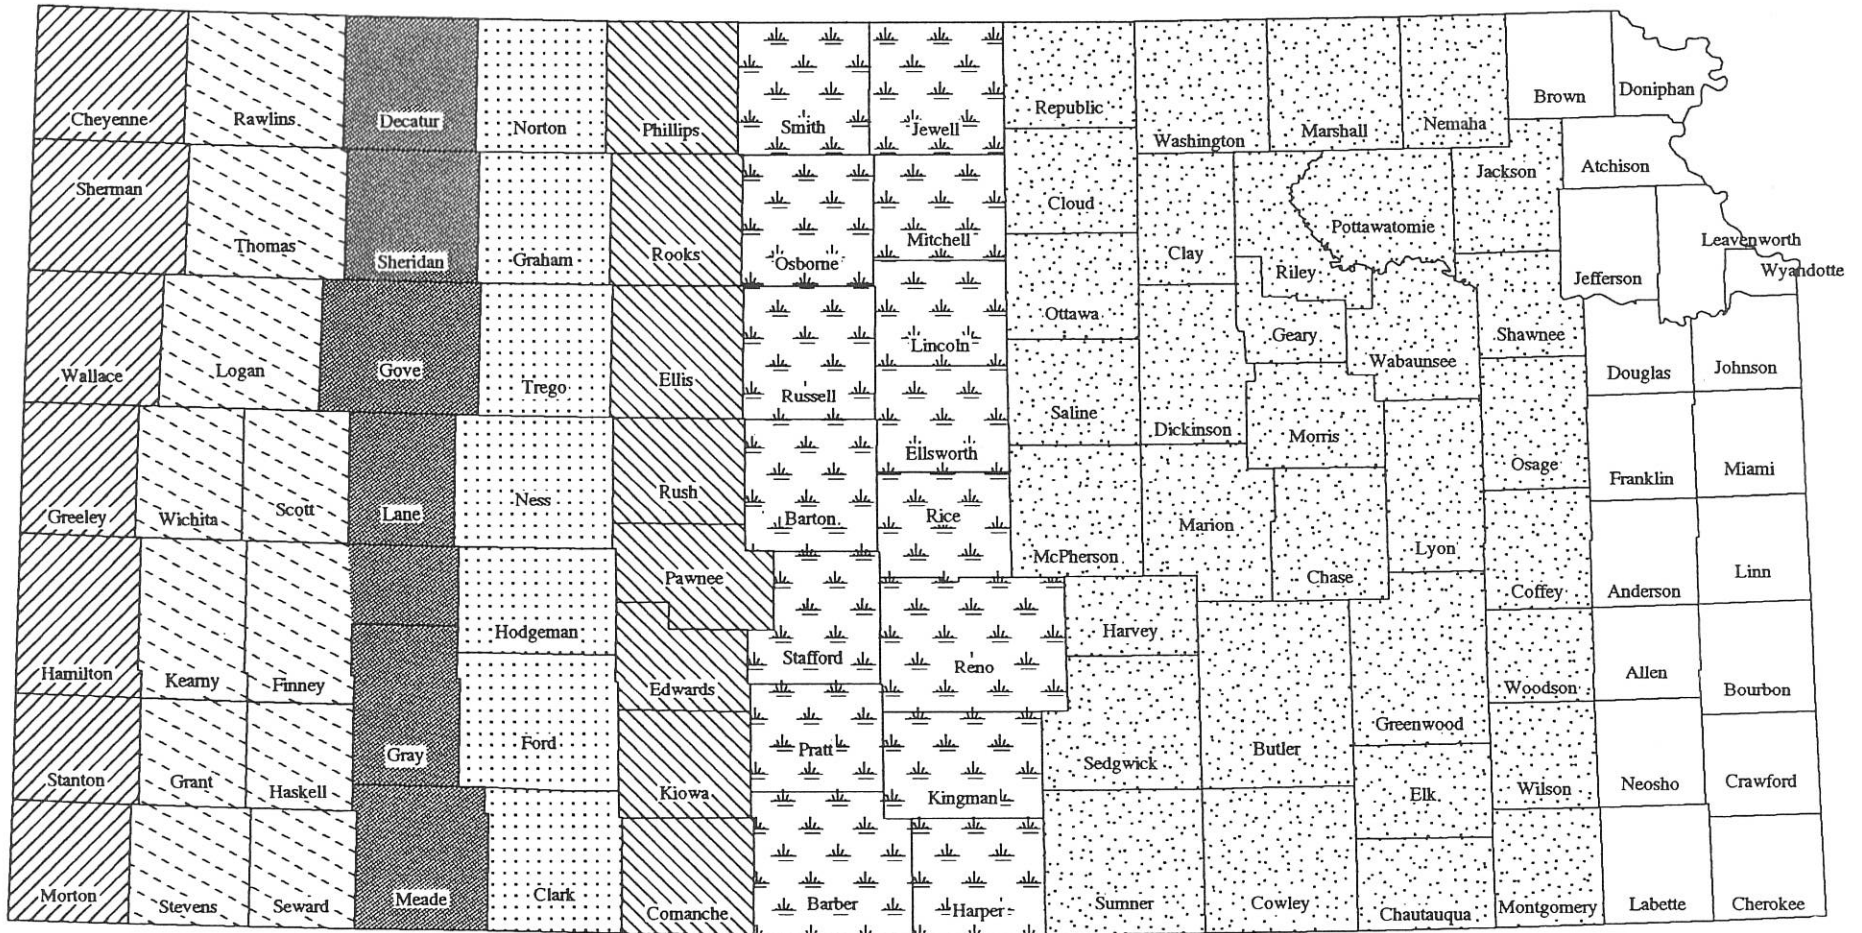 Cheyenne
Rawlins
Decatur
Norton
Phillips
Smith
Jewell
Republic
Washington
Marshall
Nemaha
Brown
Doniphan
Sherman
Thomas
Sheridan
Graham
Rooks
Osborne
Mitchell
Cloud
Clay
Riley
Pottawatomie
Jackson
Atchison
Jefferson
Leavenworth
Wyandotte
Wallace
Logan
Gove
Trego
Ellis
Russell
Lincoln
Ottawa
Geary
Wabaunsee
Shawnee
Douglas
Johnson
Ellsworth
Saline
Dickinson
Morris
Osage
Franklin
Miami
Greeley
Wichita
Scott
Lane
Ness
Rush
Barton
Rice
McPherson
Marion
Chase
Lyon
Coffey
Anderson
Linn
Hamilton
Kearny
Finney
Hodgeman
Pawnee
Edwards
Stafford
Reno
Harvey
Greenwood
Woodson
Allen
Bourbon
Stanton
Grant
Haskell
Gray
Ford
Kiowa
Pratt
Kingman
Sedgwick
Butler
Elk
Wilson
Neosho
Crawford
Morton
Stevens
Seward
Meade
Clark
Comanche
Barber
Harper
Sumner
Cowley
Chautauqua
Montgomery
Labette
Cherokee